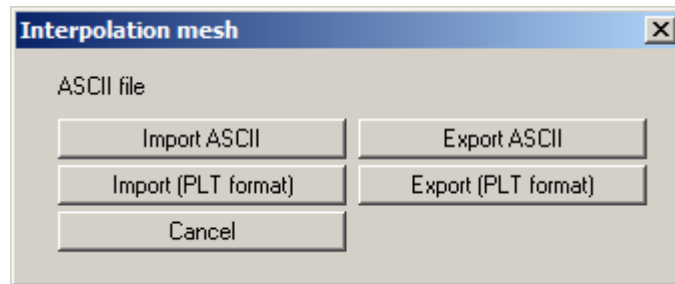 Interpolation mesh
ASCII file
Import ASCII Export ASCII
Import (PLT format) Export (PLT format)
Cancel